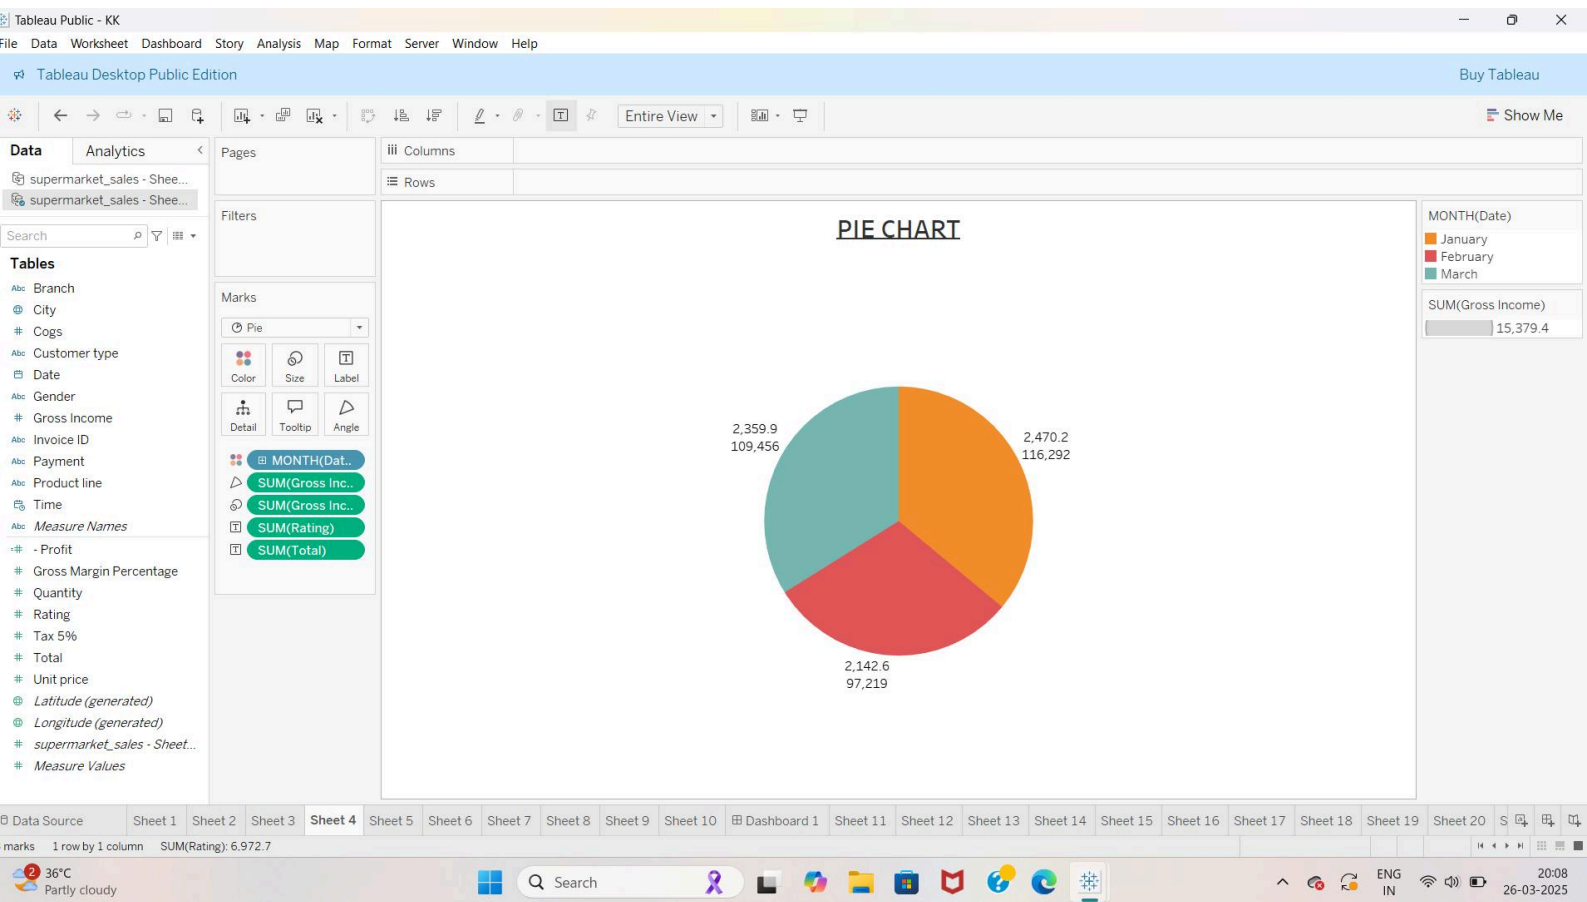 Tableau Public - KK
File Data Worksheet Dashboard Story Analysis Map Format Server Window Help
Tableau Desktop Public Edition
Buy Tableau
Entire View
Show Me
Data Analytics
supermarket_sales - Shee...
supermarket_sales - Shee...
Search
Tables
Abc Branch
City
# Cogs
Abc Customer type
Date
Abc Gender
# Gross Income
Abc Invoice ID
Abc Payment
Abc Product line
Time
Abc Measure Names
=# - Profit
# Gross Margin Percentage
# Quantity
# Rating
# Tax 5%
# Total
# Unit price
Latitude (generated)
Longitude (generated)
# supermarket_sales - Sheet...
# Measure Values
Pages
Filters
Marks
Pie
Color Size Label
Detail Tooltip Angle
MONTH(Dat..
SUM(Gross Inc..
SUM(Gross Inc..
SUM(Rating)
SUM(Total)
Columns
Rows
PIE CHART
2,359.9
109,456
2,470.2
116,292
2,142.6
97,219
MONTH(Date)
January
February
March
SUM(Gross Income)
15,379.4
Data Source Sheet 1 Sheet 2 Sheet 3 Sheet 4 Sheet 5 Sheet 6 Sheet 7 Sheet 8 Sheet 9 Sheet 10 Dashboard 1 Sheet 11 Sheet 12 Sheet 13 Sheet 14 Sheet 15 Sheet 16 Sheet 17 Sheet 18 Sheet 19 Sheet 20 S
marks 1 row by 1 column SUM(Rating): 6,972.7
2
36°C
Partly cloudy
Search
ENG
IN
20:08
26-03-2025